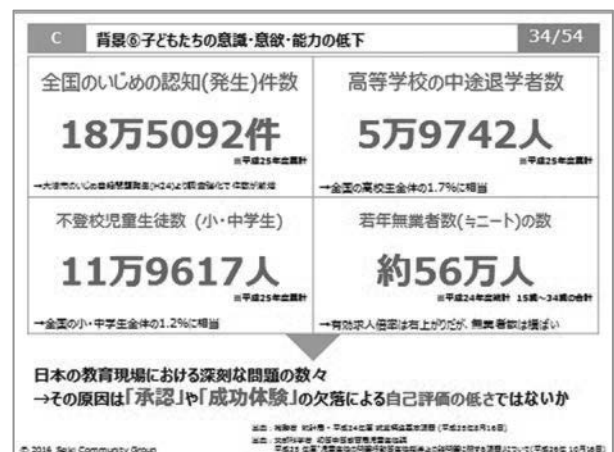 C 背景⑥子どもたちの意識・意欲・能力の低下 34/54
全国のいじめの認知(発生)件数
18万5092件
※平成25年度累計
高等学校の中途退学者数
5万9742人
※平成25年度累計
→全国の高校生全体の1.7%に相当
不登校児童生徒数 (小・中学生)
11万9617人
※平成25年度累計
→全国の小・中学生全体の1.2%に相当
若年無業者数(≒ニート)の数
約56万人
※平成24年度統計 15歳~34歳の合計
→有効求人倍率は右上がりだが、無業者数は横ばい
日本の教育現場における深刻な問題の数々
→その原因は「承認」や「成功体験」の欠落による自己評価の低さではないか
© 2016 Seiki Community Group